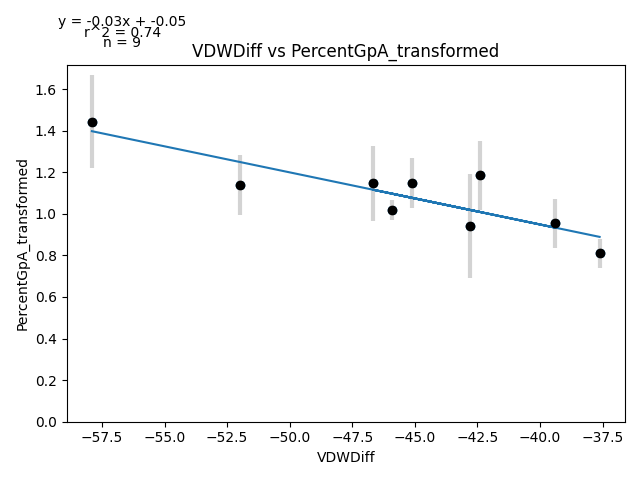 y = -0.03x + -0.05
r^2 = 0.74
n = 9
VDWDiff vs PercentGpA_transformed
PercentGpA_transformed
1.6
1.4
1.2
1.0
0.8
0.6
0.4
0.2
0.0
−57.5 −55.0 −52.5 −50.0 −47.5 −45.0 −42.5 −40.0 −37.5
VDWDiff